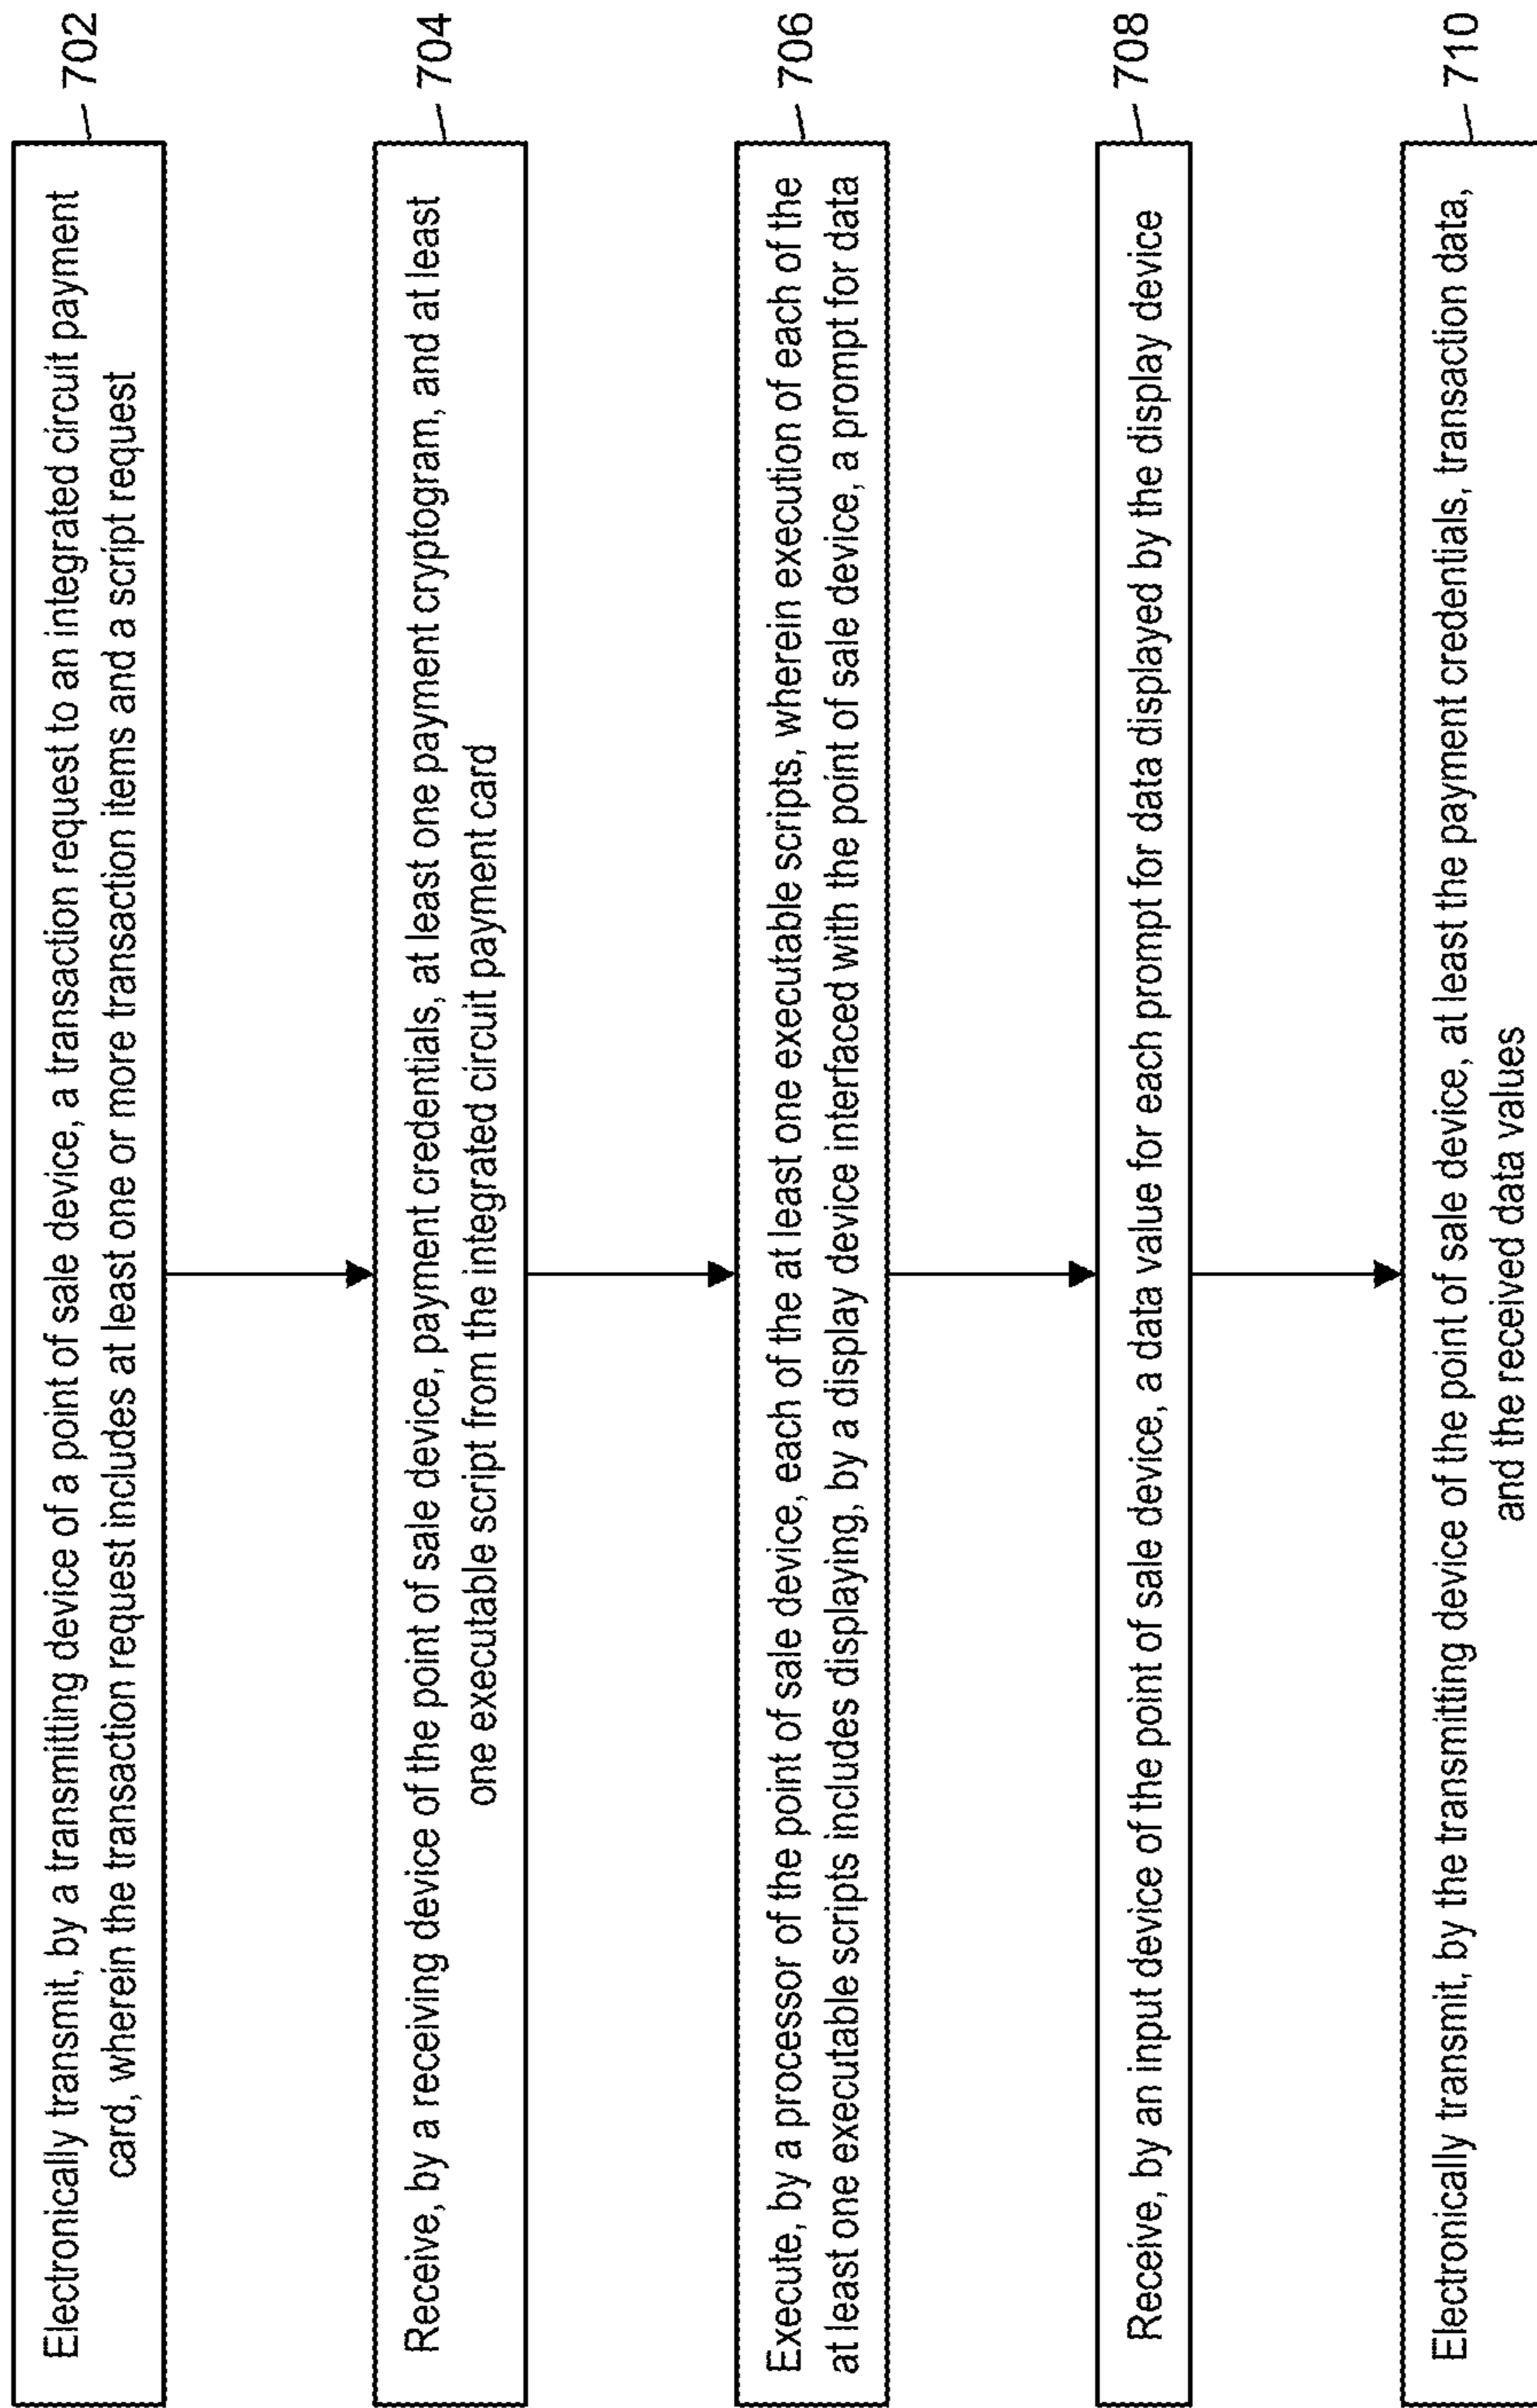 Electronically transmit, by a transmitting device of a point of sale device, a transaction request to an integrated circuit payment
card, wherein the transaction request includes at least one or more transaction items and a script request
702
Receive, by a receiving device of the point of sale device, payment credentials, at least one payment cryptogram, and at least
one executable script from the integrated circuit payment card
704
Execute, by a processor of the point of sale device, each of the at least one executable scripts, wherein execution of each of the
at least one executable scripts includes displaying, by a display device interfaced with the point of sale device, a prompt for data
706
Receive, by an input device of the point of sale device, a data value for each prompt for data displayed by the display device
708
Electronically transmit, by the transmitting device of the point of sale device, at least the payment credentials, transaction data,
and the received data values
710